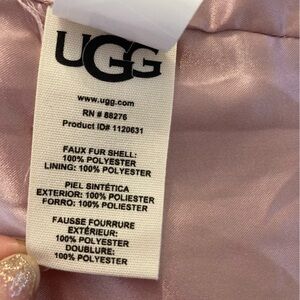 UGG
www.ugg.com
RN # 88276
Product ID# 1120631
FAUX FUR SHELL:
100% POLYESTER
LINING: 100% POLYESTER
PIEL SINTÉTICA
EXTERIOR: 100% POLIESTER
FORRO: 100% POLIÉSTER
FAUSSE FOURRURE
EXTÉRIEUR:
100% POLYESTER
DOUBLURE:
100% POLYESTER